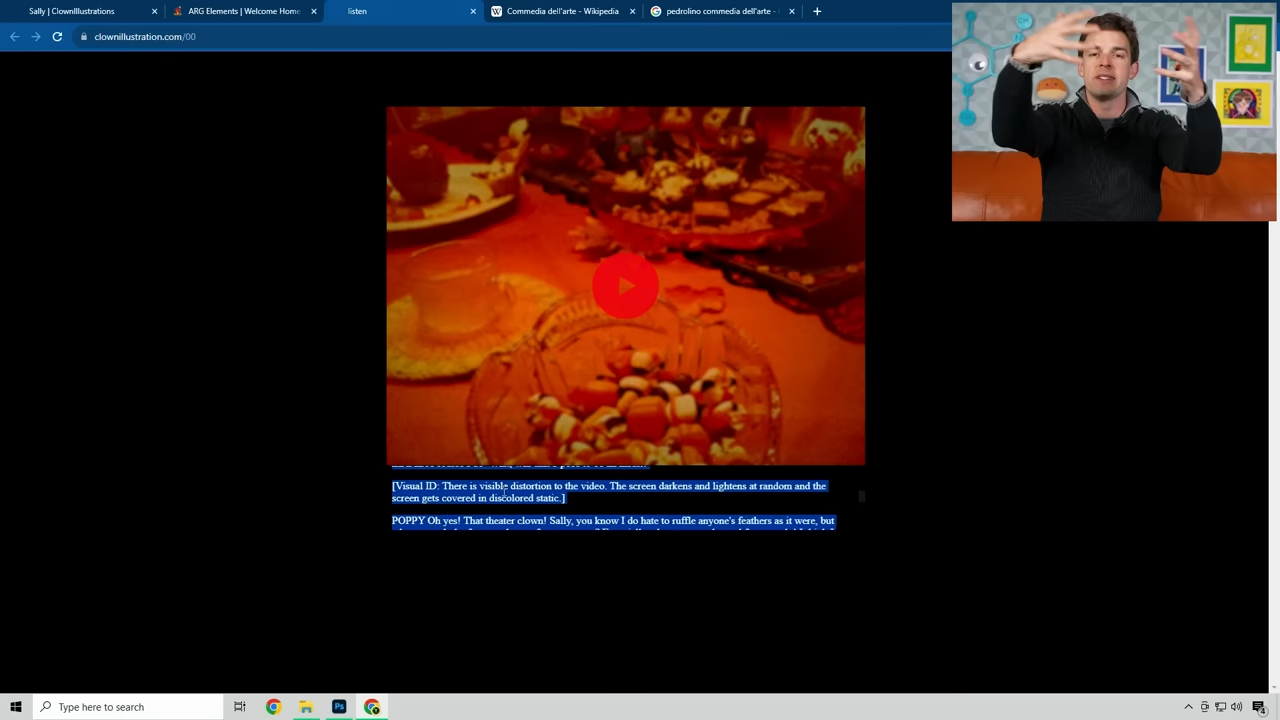 Sally | ClownIllustrations
ARG Elements | Welcome Home
listen
W Commedia dell'arte - Wikipedia
pedrolino commedia dell'arte -
clownillustration.com/00
[Visual ID: There is visible distortion to the video. The screen darkens and lightens at random and the
screen gets covered in discolored static.]
POPPY Oh yes! That theater clown! Sally, you know I do hate to ruffle anyone's feathers as it were, but
Type here to search
Ps
4